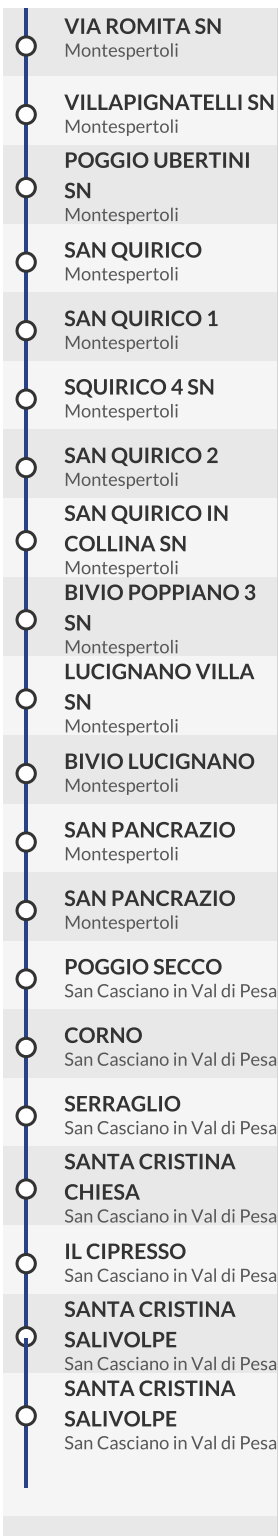 VIA ROMITA SN
Montespertoli
VILLAPIGNATELLI SN
Montespertoli
POGGIO UBERTINI
SN
Montespertoli
SAN QUIRICO
Montespertoli
SAN QUIRICO 1
Montespertoli
SQUIRICO 4 SN
Montespertoli
SAN QUIRICO 2
Montespertoli
SAN QUIRICO IN
COLLINA SN
Montespertoli
BIVIO POPPIANO 3
SN
Montespertoli
LUCIGNANO VILLA
SN
Montespertoli
BIVIO LUCIGNANO
Montespertoli
SAN PANCRAZIO
Montespertoli
SAN PANCRAZIO
Montespertoli
POGGIO SECCO
San Casciano in Val di Pesa
CORNO
San Casciano in Val di Pesa
SERRAGLIO
San Casciano in Val di Pesa
SANTA CRISTINA
CHIESA
San Casciano in Val di Pesa
IL CIPRESSO
San Casciano in Val di Pesa
SANTA CRISTINA
SALIVOLPE
San Casciano in Val di Pesa
SANTA CRISTINA
SALIVOLPE
San Casciano in Val di Pesa